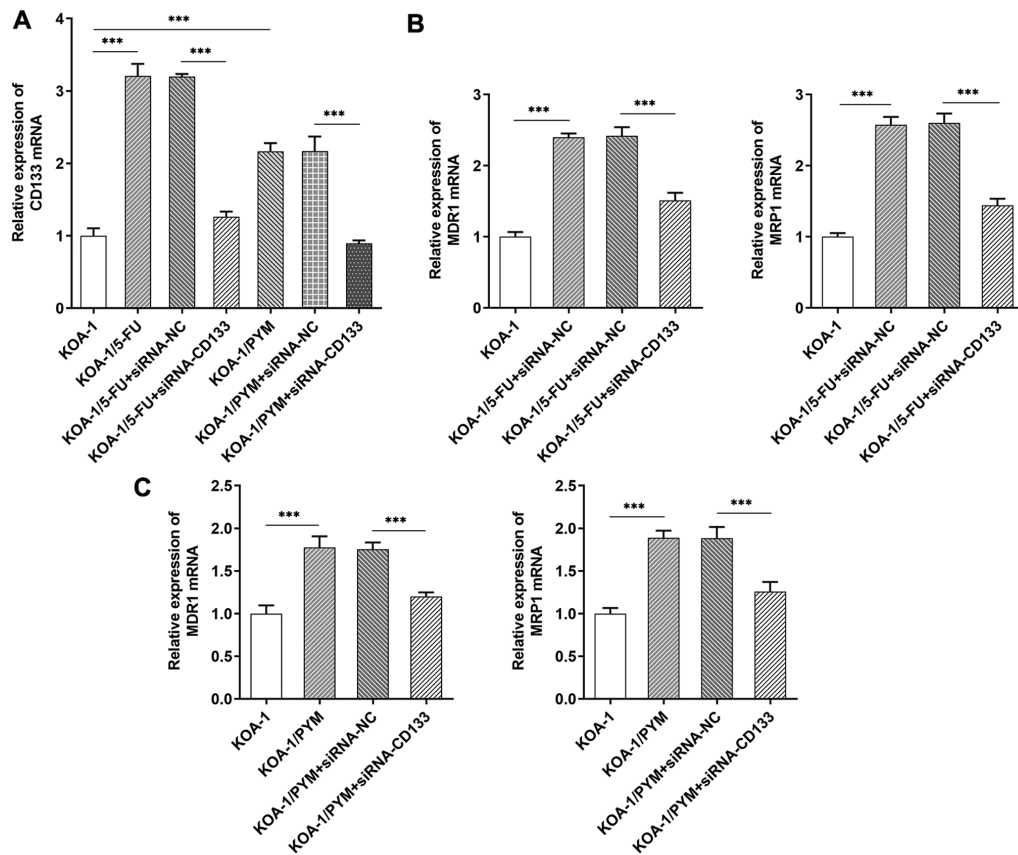 A
Relative expression of
CD133 mRNA
4
3
2
1
0
***
***
***
***
KOA-1
KOA-1/5-FU
KOA-1/5-FU+siRNA-NC
KOA-1/5-FU+siRNA-CD133
KOA-1/PYM
KOA-1/PYM+siRNA-NC
KOA-1/PYM+siRNA-CD133
B
Relative expression of
MDR1 mRNA
3
2
1
0
***
***
KOA-1
KOA-1/5-FU+siRNA-NC
KOA-1/5-FU+siRNA-NC
KOA-1/5-FU+siRNA-CD133
Relative expression of
MRP1 mRNA
3
2
1
0
***
***
KOA-1
KOA-1/5-FU+siRNA-NC
KOA-1/5-FU+siRNA-NC
KOA-1/5-FU+siRNA-CD133
C
Relative expression of
MDR1 mRNA
2.5
2.0
1.5
1.0
0.5
0.0
***
***
KOA-1
KOA-1/PYM
KOA-1/PYM+siRNA-NC
KOA-1/PYM+siRNA-CD133
Relative expression of
MRP1 mRNA
2.5
2.0
1.5
1.0
0.5
0.0
***
***
KOA-1
KOA-1/PYM
KOA-1/PYM+siRNA-NC
KOA-1/PYM+siRNA-CD133